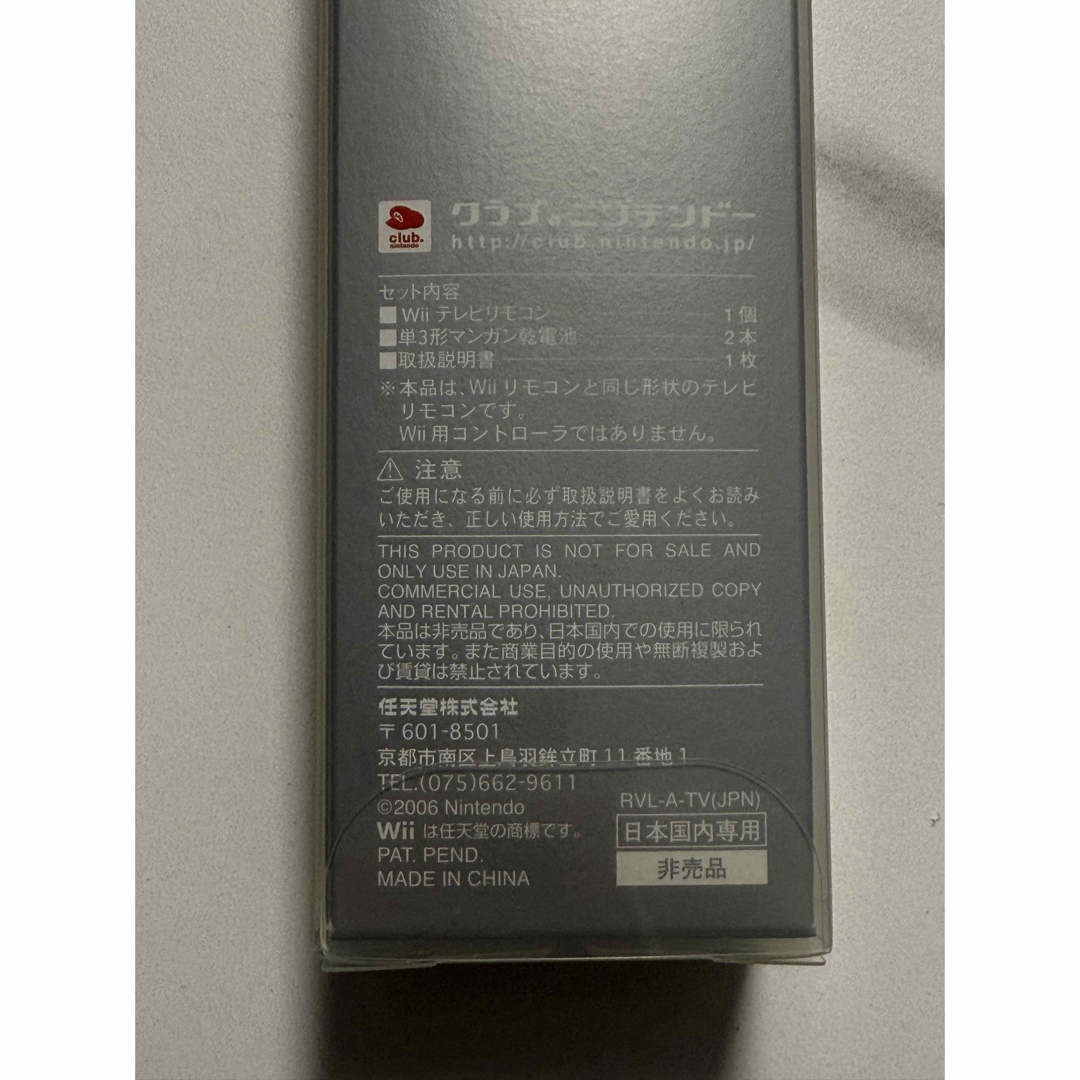 club.
nintendo
クラブニンテンドー
http://club.nintendo.jp/
セット内容
■Wii テレビリモコン 1個
■単3形マンガン乾電池 2本
■取扱説明書 1枚
※本品は、Wii リモコンと同じ形状のテレビ
リモコンです。
Wii 用コントローラではありません。
⚠ 注意
ご使用になる前に必ず取扱説明書をよくお読み
いただき、正しい使用方法でご愛用ください。
THIS PRODUCT IS NOT FOR SALE AND
ONLY USE IN JAPAN.
COMMERCIAL USE, UNAUTHORIZED COPY
AND RENTAL PROHIBITED.
本品は非売品であり、日本国内での使用に限られ
ています。また商業目的の使用や無断複製およ
び賃貸は禁止されています。
任天堂株式会社
〒601-8501
京都市南区上鳥羽鉾立町11番地1
TEL.(075)662-9611
©2006 Nintendo
Wii は任天堂の商標です。
PAT. PEND.
MADE IN CHINA
RVL-A-TV(JPN)
日本国内専用
非売品